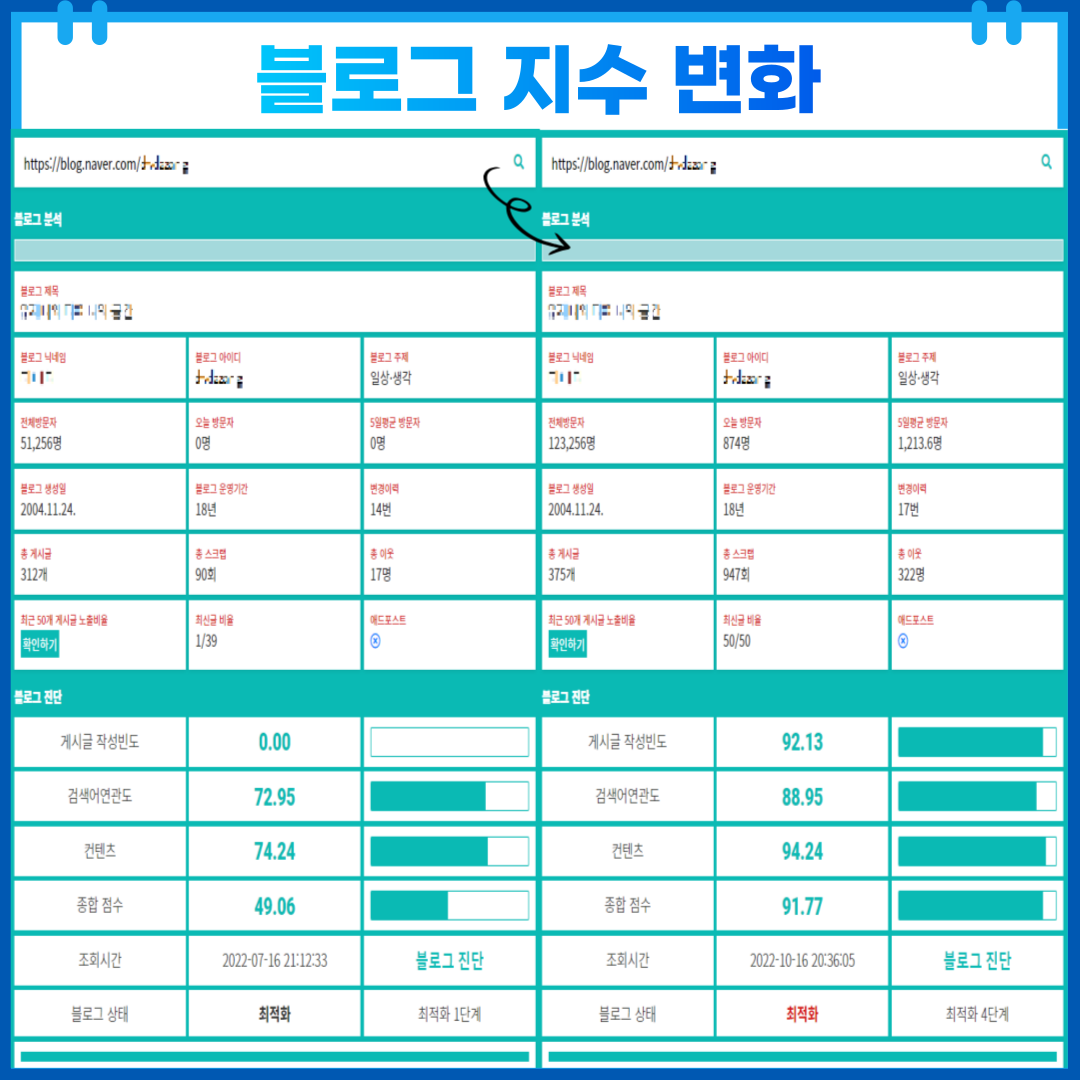 블로그 지수 변화
https://blog.naver.com/
블로그 분석
블로그 제목
블로그 닉네임
블로그 아이디
블로그 주제
일상·생각
전체방문자
51,256명
오늘 방문자
0명
5일평균 방문자
0명
블로그 생성일
2004.11.24.
블로그 운영기간
18년
변경이력
14번
총 게시글
312개
총 스크랩
90회
총 이웃
17명
최근 50개 게시글 노출비율
확인하기
최신글 비율
1/39
애드포스트
블로그 진단
게시글 작성빈도
0.00
검색어연관도
72.95
컨텐츠
74.24
종합 점수
49.06
조회시간
2022-07-16 21:12:33
블로그 진단
블로그 상태
최적화
최적화 1단계
https://blog.naver.com/
블로그 분석
블로그 제목
블로그 닉네임
블로그 아이디
블로그 주제
일상·생각
전체방문자
123,256명
오늘 방문자
874명
5일평균 방문자
1,213.6명
블로그 생성일
2004.11.24.
블로그 운영기간
18년
변경이력
17번
총 게시글
375개
총 스크랩
947회
총 이웃
322명
최근 50개 게시글 노출비율
확인하기
최신글 비율
50/50
애드포스트
블로그 진단
게시글 작성빈도
92.13
검색어연관도
88.95
컨텐츠
94.24
종합 점수
91.77
조회시간
2022-10-16 20:36:05
블로그 진단
블로그 상태
최적화
최적화 4단계